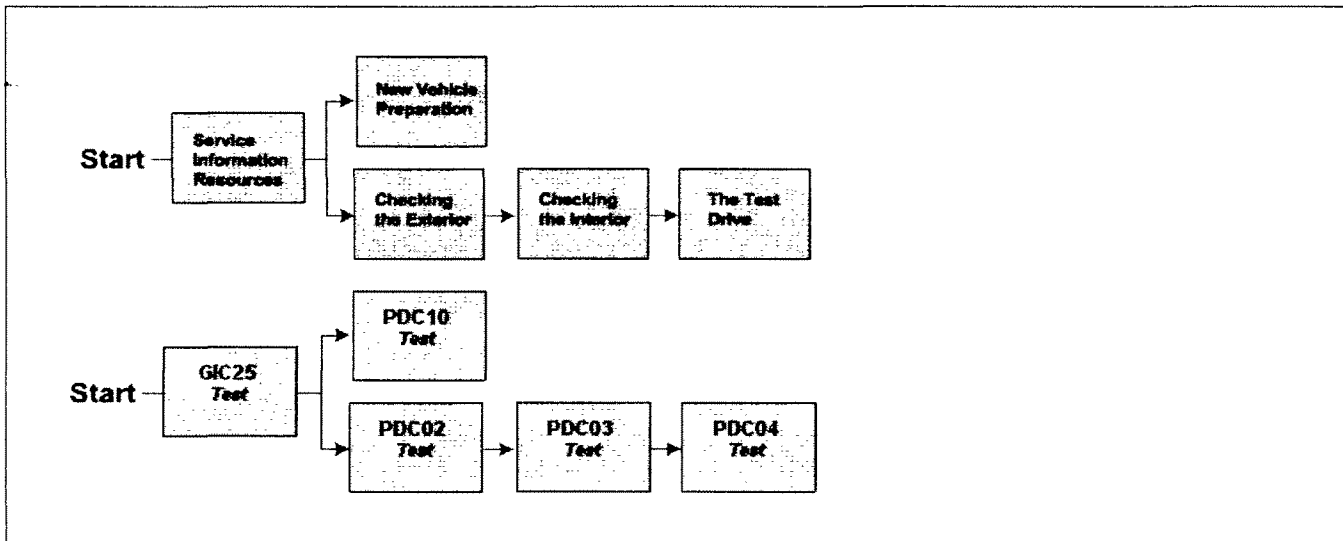 New Vehicle
Preparation
Start
Service
Information
Resources
Checking
the Exterior
Checking
the Interior
The Test
Drive
PDC10
Test
Start
GIC25
Test
PDC02
Test
PDC03
Test
PDC04
Test